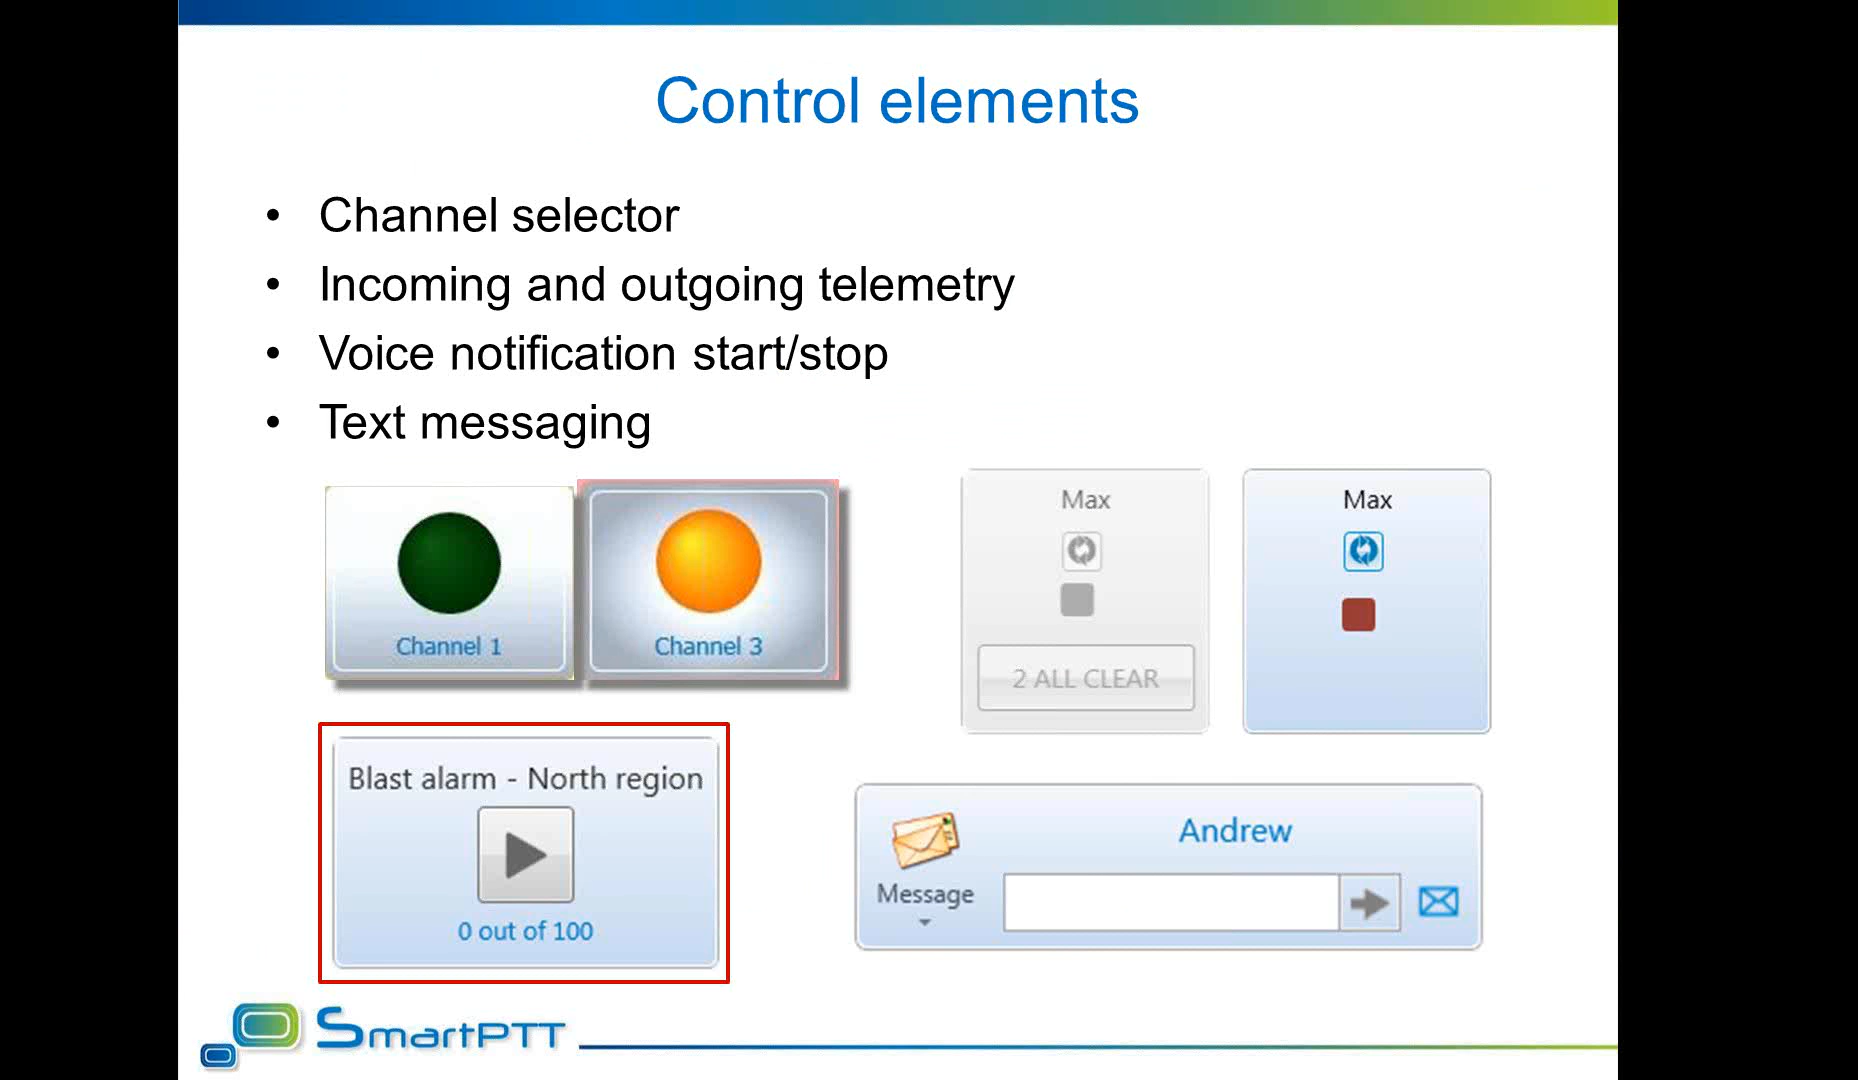 Control elements
• Channel selector
• Incoming and outgoing telemetry
• Voice notification start/stop
• Text messaging
Channel 1
Channel 3
Max
2 ALL CLEAR
Max
Blast alarm - North region
0 out of 100
Andrew
Message
SmartPTT